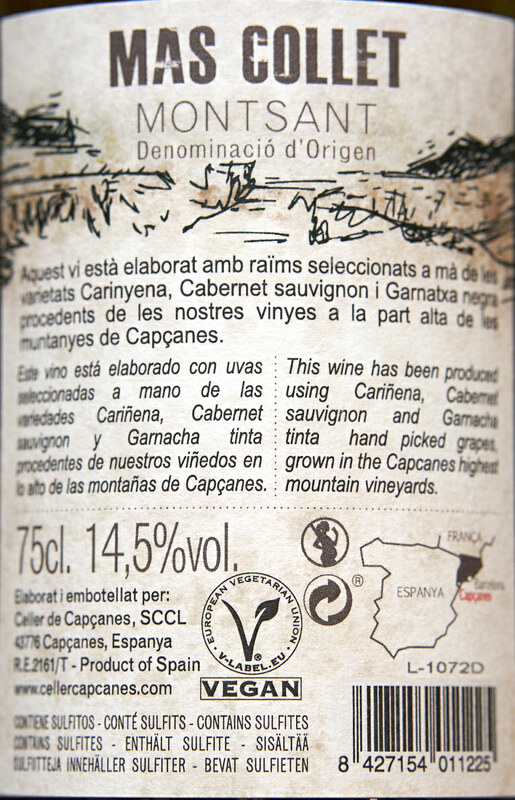 MAS COLLET
MONTSANT
Denominació d'Origen
Aquest vi està elaborat amb raïms seleccionats a mà de les
varietats Carinyena, Cabernet sauvignon i Garnatxa negra
procedents de les nostres vinyes a la part alta de les
muntanyes de Capçanes.
Este vino está elaborado con uvas
seleccionadas a mano de las
variedades Cariñena, Cabernet
sauvignon y Garnacha tinta
procedentes de nuestros viñedos en
lo alto de las montañas de Capçanes.
This wine has been produced
using Cariñena, Cabernet
sauvignon and Garnacha
tinta hand picked grapes,
grown in the Capcanes highest
mountain vineyards.
75cl. 14,5%vol.
Elaborat i embotellat per:
Celler de Capçanes, SCCL
43776 Capçanes, Espanya
R.E.2161/T - Product of Spain
www.cellercapcanes.com
EUROPEAN VEGETARIAN UNION
V-LABEL.EU
®
VEGAN
®
FRANÇA
ESPANYA
Barcelona
Capçanes
L-1072D
CONTIENE SULFITOS - CONTÉ SULFITS - CONTAINS SULFITES
CONTAINS SULFITES - ENTHÄLT SULFITE - SISÄLTÄÄ
SULFIITTEJA INNEHÅLLER SULFITER - BEVAT SULFIETEN
8 427154 011225